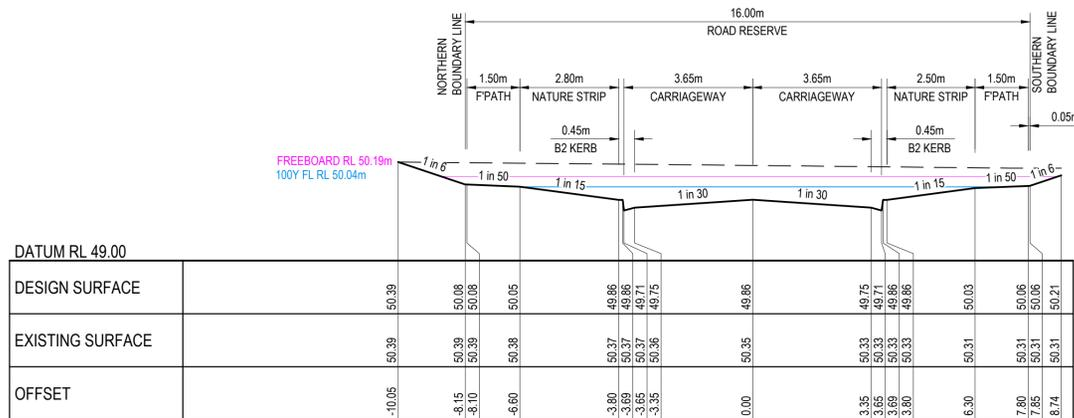 16.00m
ROAD RESERVE
NORTHERN
BOUNDARY LINE
SOUTHERN
BOUNDARY LINE
1.50m
F'PATH
2.80m
NATURE STRIP
3.65m
CARRIAGEWAY
3.65m
CARRIAGEWAY
2.50m
NATURE STRIP
1.50m
F'PATH
0.05m
0.45m
B2 KERB
0.45m
B2 KERB
FREEBOARD RL 50.19m
100Y FL RL 50.04m
1 in 6
1 in 50
1 in 15
1 in 30
1 in 30
1 in 15
1 in 50
1 in 6
DATUM RL 49.00
DESIGN SURFACE 50.39 50.08 50.08 50.05 49.86 49.86 49.71 49.75 49.86 49.75 49.71 49.86 49.86 50.03 50.06 50.06 50.21
EXISTING SURFACE 50.39 50.39 50.39 50.38 50.37 50.37 50.37 50.36 50.35 50.33 50.33 50.33 50.33 50.31 50.31 50.31 50.31
OFFSET -10.05 -8.15 -8.10 -6.60 -3.80 -3.69 -3.65 -3.35 0.00 3.35 3.65 3.69 3.80 6.30 7.80 7.85 8.74